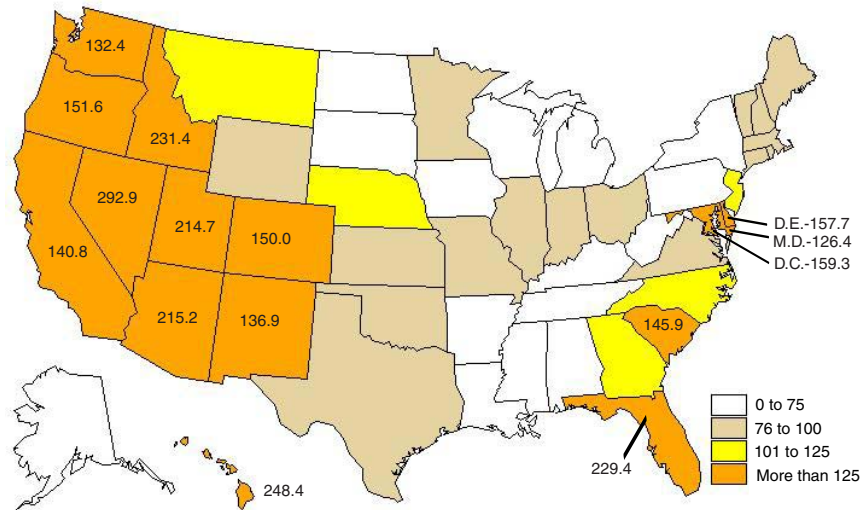 132.4
151.6
231.4
292.9
214.7
150.0
140.8
215.2
136.9
145.9
D.E.-157.7
M.D.-126.4
D.C.-159.3
229.4
248.4
0 to 75
76 to 100
101 to 125
More than 125